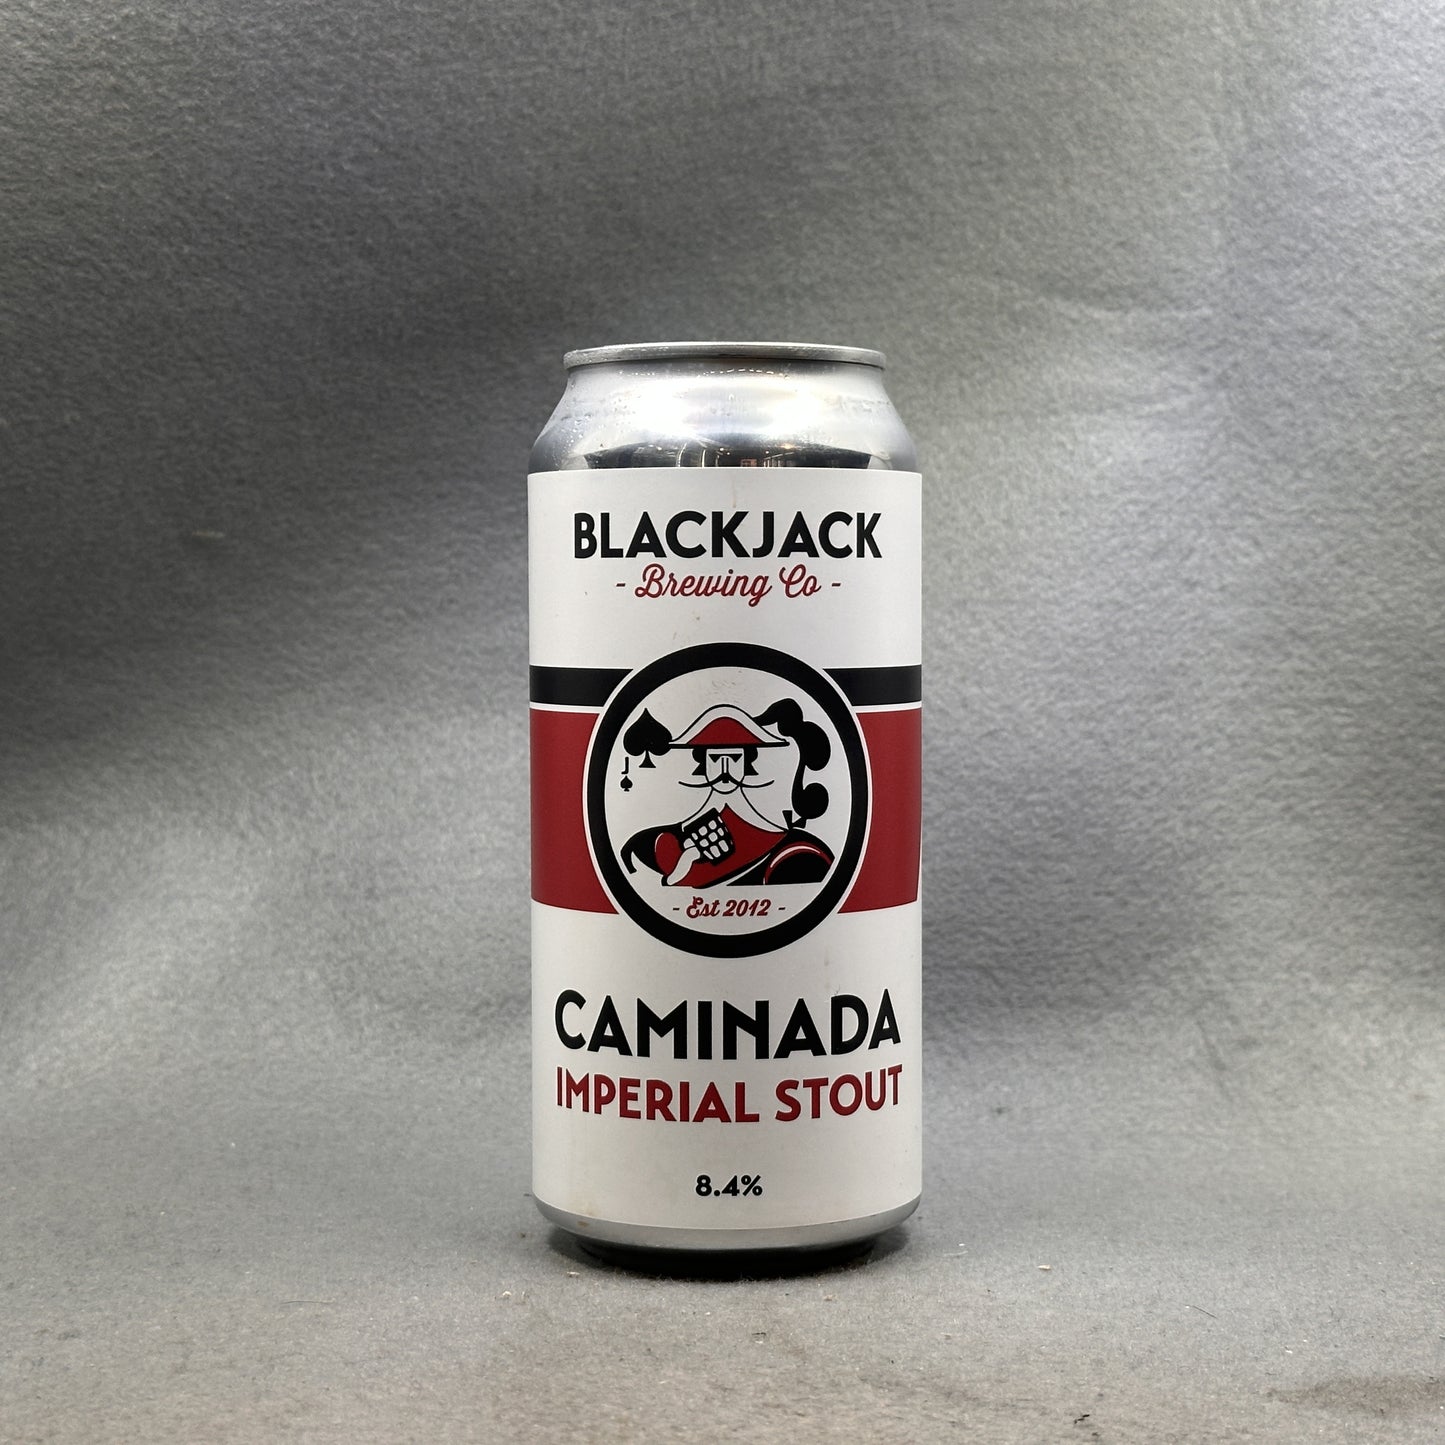 BLACKJACK
- Brewing Co -
J
- Est 2012 -
CAMINADA
IMPERIAL STOUT
8.4%